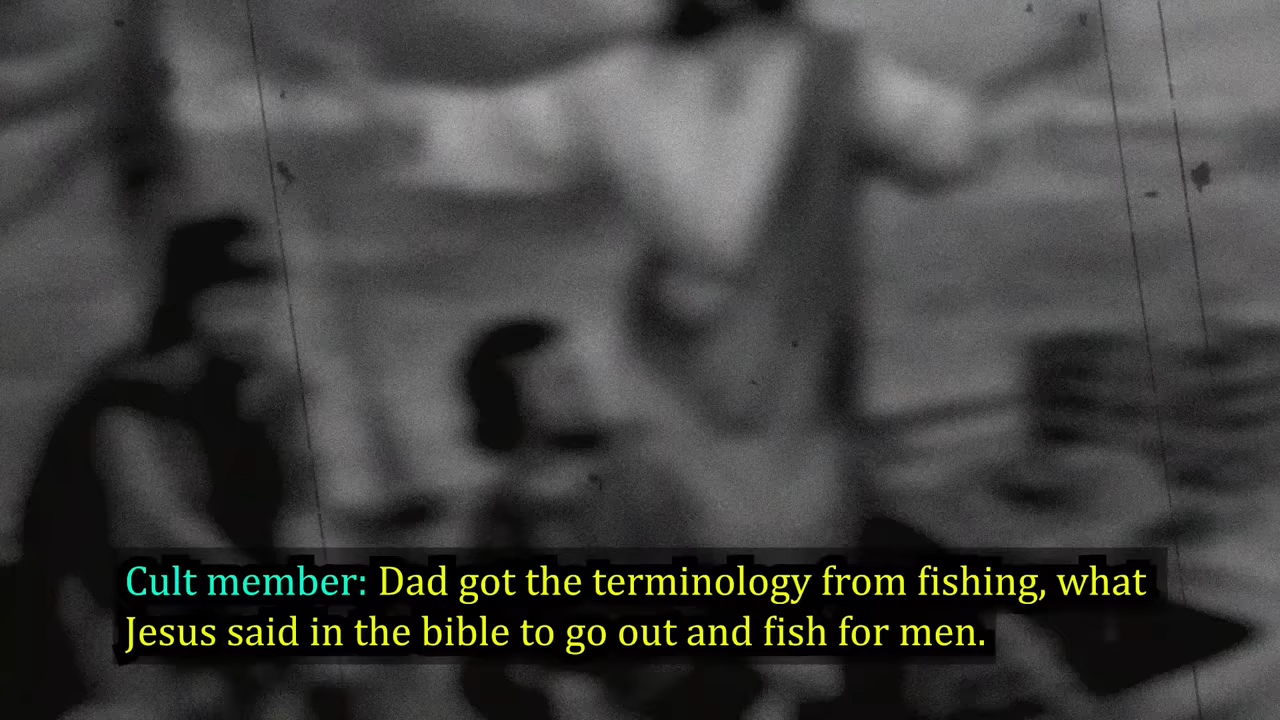 Cult member: Dad got the terminology from fishing, what
Jesus said in the bible to go out and fish for men.